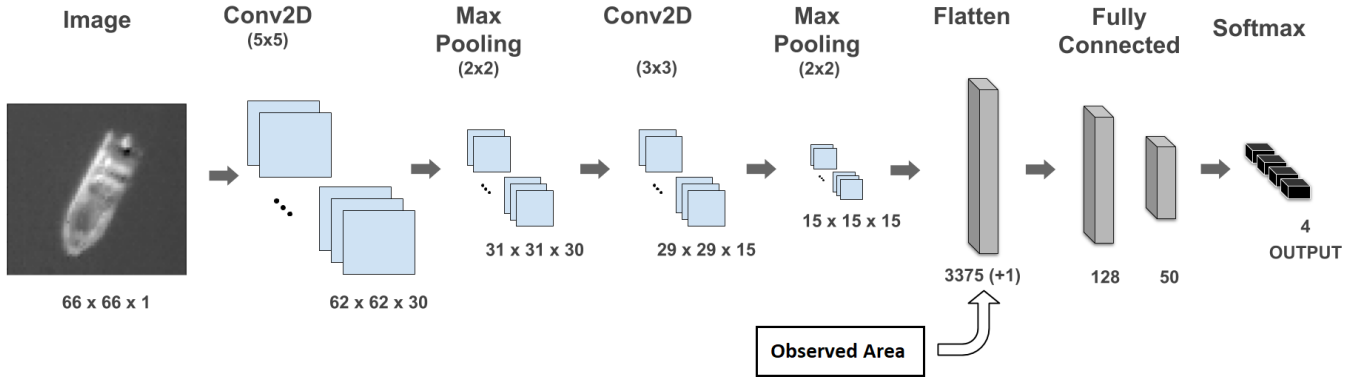 Image
Conv2D
(5x5)
Max
Pooling
(2x2)
Conv2D
(3x3)
Max
Pooling
(2x2)
Flatten
Fully
Connected
Softmax
66 x 66 x 1
62 x 62 x 30
31 x 31 x 30
29 x 29 x 15
15 x 15 x 15
3375 (+1)
128
50
4
OUTPUT
Observed Area